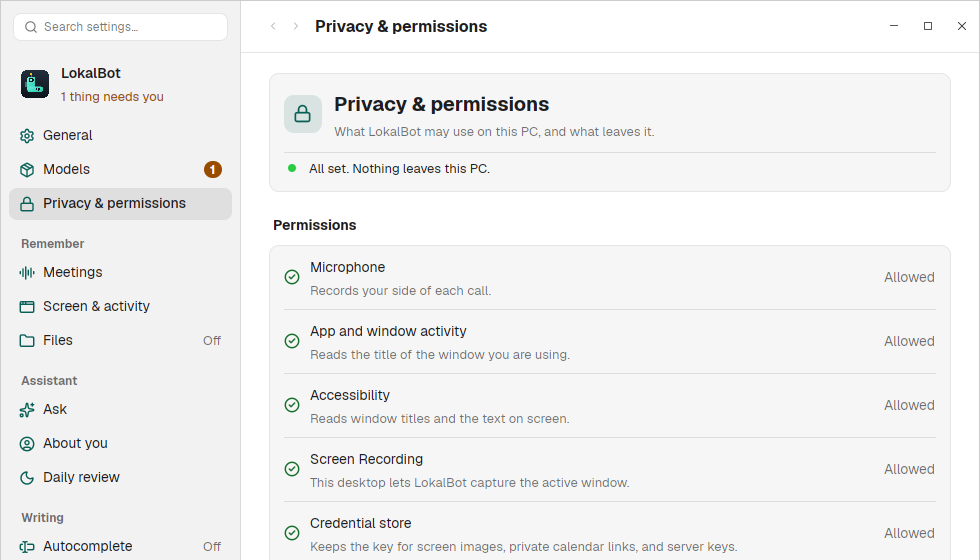 Search settings...
LokalBot
1 thing needs you
General
Models
1
Privacy & permissions
Remember
Meetings
Screen & activity
Files
Off
Assistant
Ask
About you
Daily review
Writing
Autocomplete
Off
Privacy & permissions
Privacy & permissions
What LokalBot may use on this PC, and what leaves it.
All set. Nothing leaves this PC.
Permissions
Microphone
Records your side of each call.
Allowed
App and window activity
Reads the title of the window you are using.
Allowed
Accessibility
Reads window titles and the text on screen.
Allowed
Screen Recording
This desktop lets LokalBot capture the active window.
Allowed
Credential store
Keeps the key for screen images, private calendar links, and server keys.
Allowed